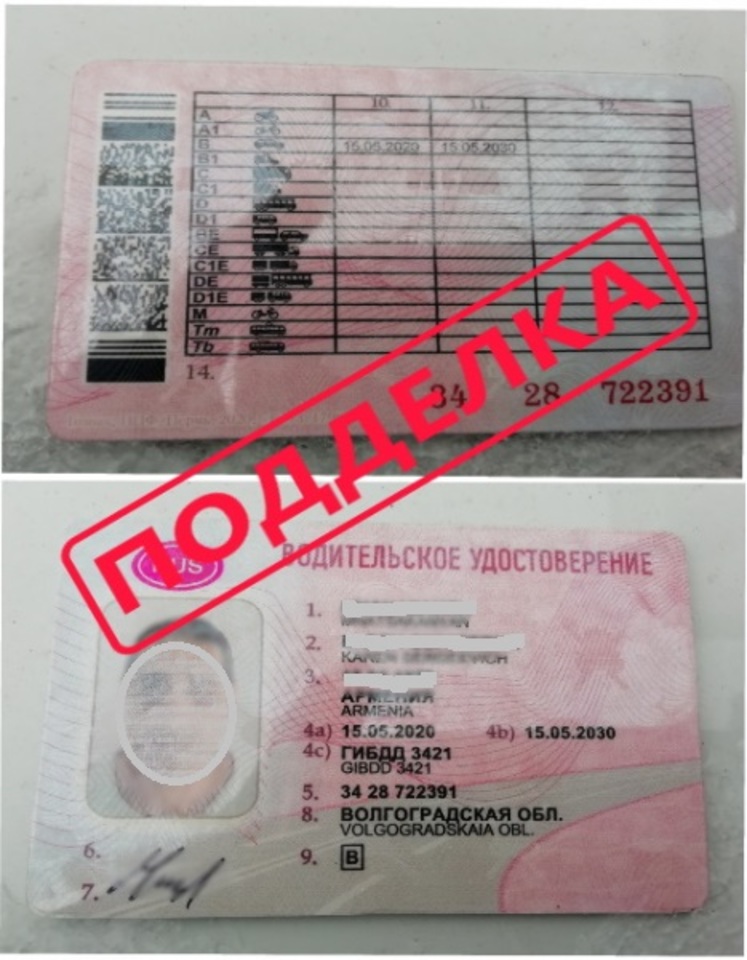 10. 11. 12.
A
A1
B 15.05.2020 15.05.2030
B1
C
C1
D
D1
BE
CE
C1E
DE
D1E
M
Tm
Tb
14.
34 28 722391
ПОДДЕЛКА
RUS
ВОДИТЕЛЬСКОЕ УДОСТОВЕРЕНИЕ
1.
2.
3.
АРМЕНИЯ
ARMENIA
4a) 15.05.2020 4b) 15.05.2030
4c) ГИБДД 3421
GIBDD 3421
5. 34 28 722391
8. ВОЛГОГРАДСКАЯ ОБЛ.
VOLGOGRADSKAIA OBL.
6.
9. B
7.